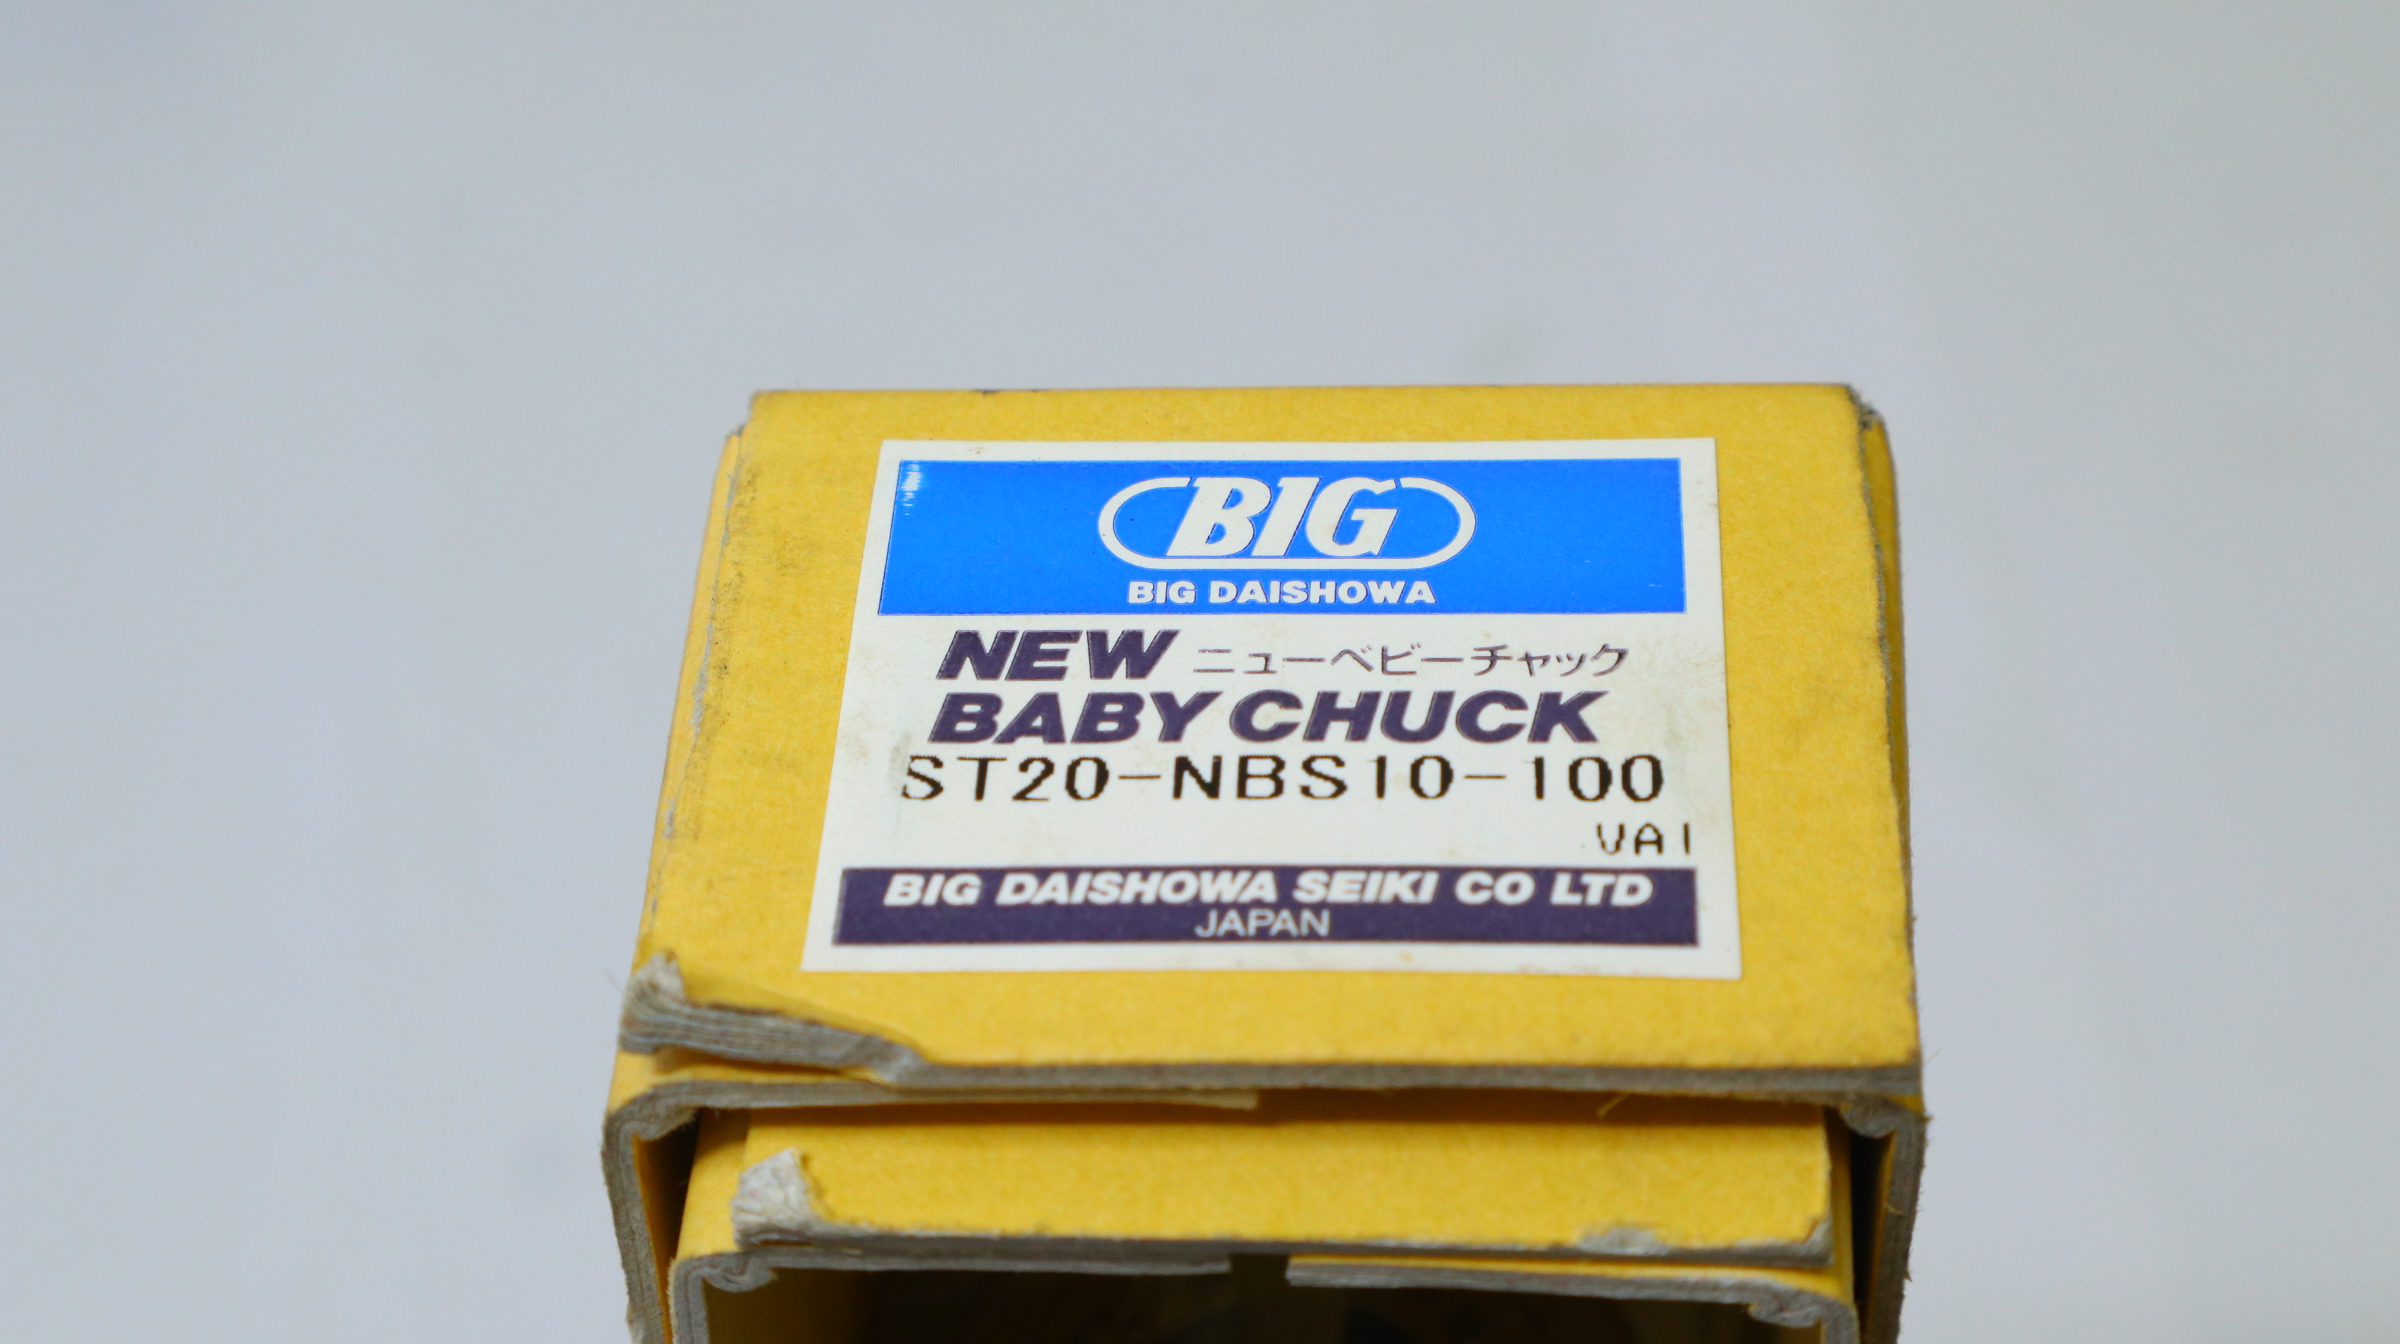 BIG
BIG DAISHOWA
NEW ニューベビーチャック
BABY CHUCK
ST20-NBS10-100
VA1
BIG DAISHOWA SEIKI CO LTD
JAPAN